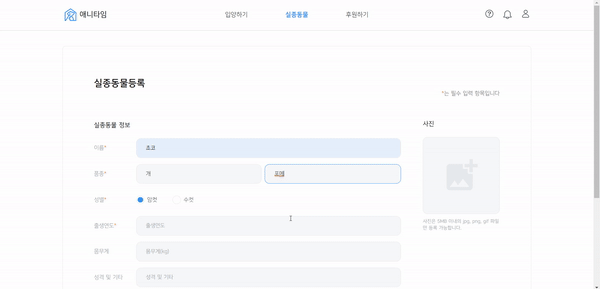 애니타임
입양하기
실종동물
후원하기
실종동물등록
*는 필수 입력 항목입니다
실종동물 정보
사진
이름*
초코
품종*
개
푸들
성별*
암컷
수컷
출생연도*
출생연도
몸무게
몸무게(kg)
성격 및 기타
성격 및 기타
사진은 5MB 이내의 jpg, png, gif 파일
만 등록 가능합니다.